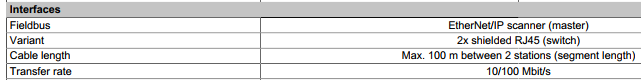 Interfaces
Fieldbus EtherNet/IP scanner (master)
Variant 2x shielded RJ45 (switch)
Cable length Max. 100 m between 2 stations (segment length)
Transfer rate 10/100 Mbit/s